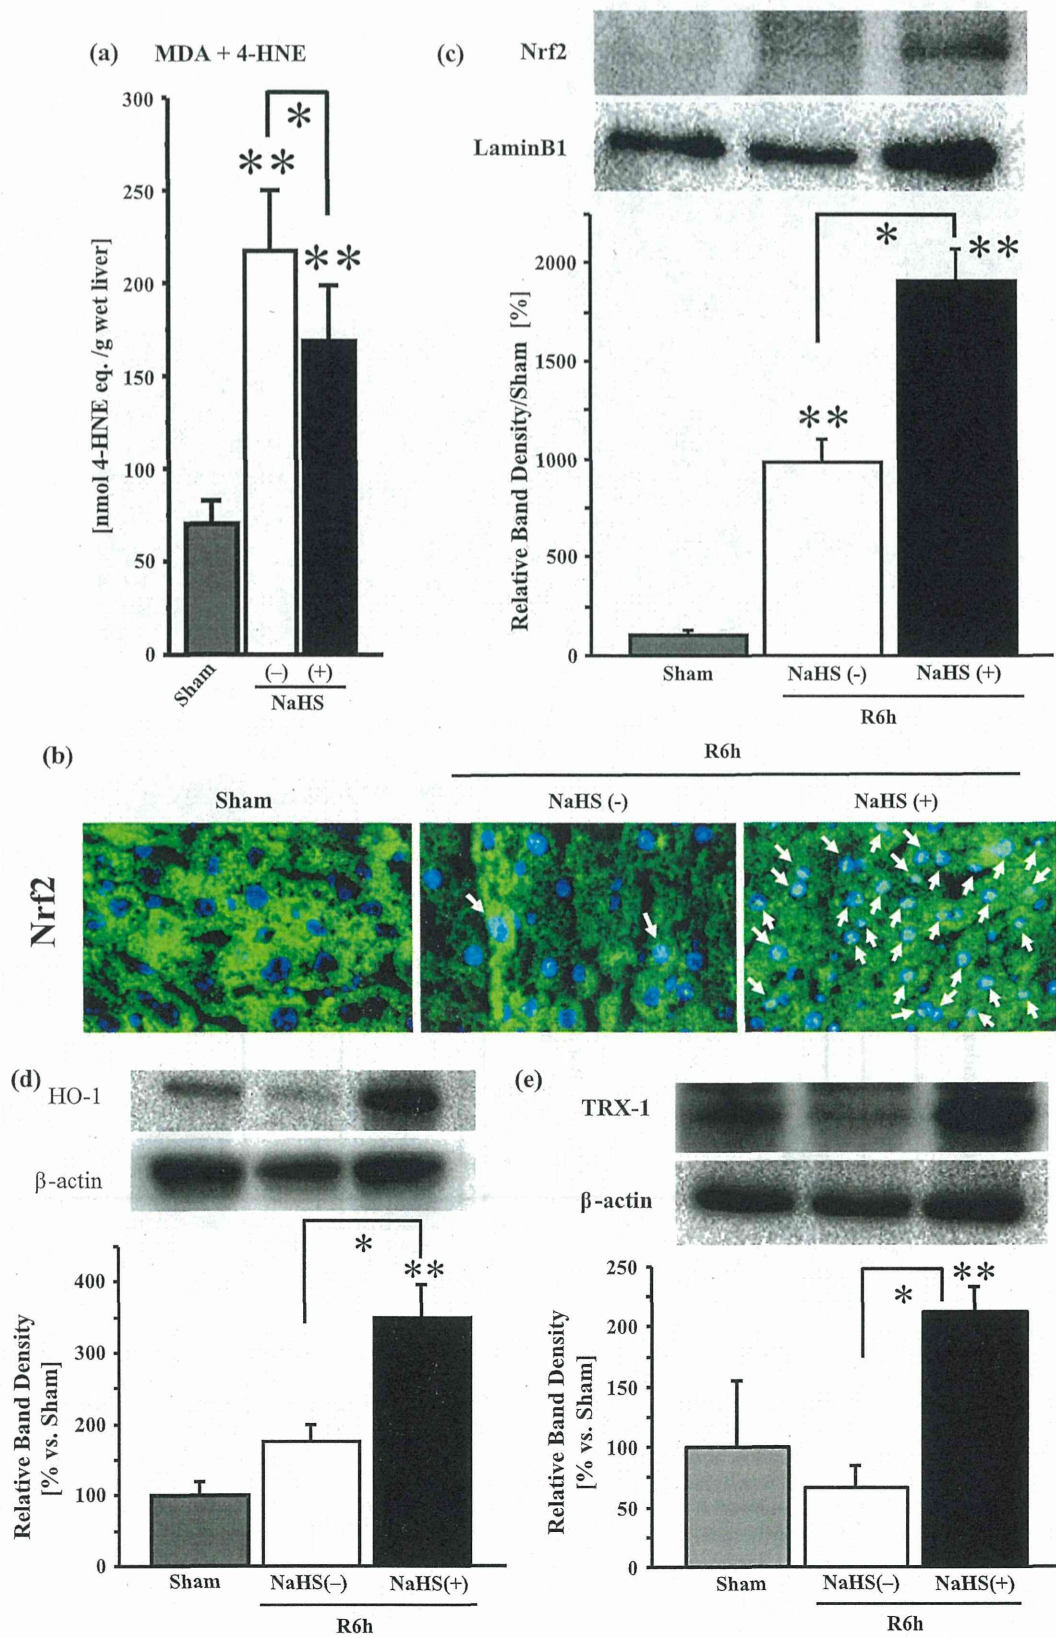 (a) MDA + 4-HNE
[nmol 4-HNE eq. /g wet liver]
300
250
200
150
100
50
0
*
**
**
Sham
(–) (+)
NaHS
(c)
Nrf2
LaminB1
Relative Band Density/Sham [%]
2000
1500
1000
500
0
*
**
**
Sham NaHS (-) NaHS (+)
R6h
(b)
R6h
Sham NaHS (-) NaHS (+)
Nrf2
(d)
HO-1
β-actin
Relative Band Density
[% vs. Sham]
400
300
200
100
0
*
**
Sham NaHS(–) NaHS(+)
R6h
(e)
TRX-1
β-actin
Relative Band Density
[% vs. Sham]
250
200
150
100
50
0
*
**
Sham NaHS(–) NaHS(+)
R6h